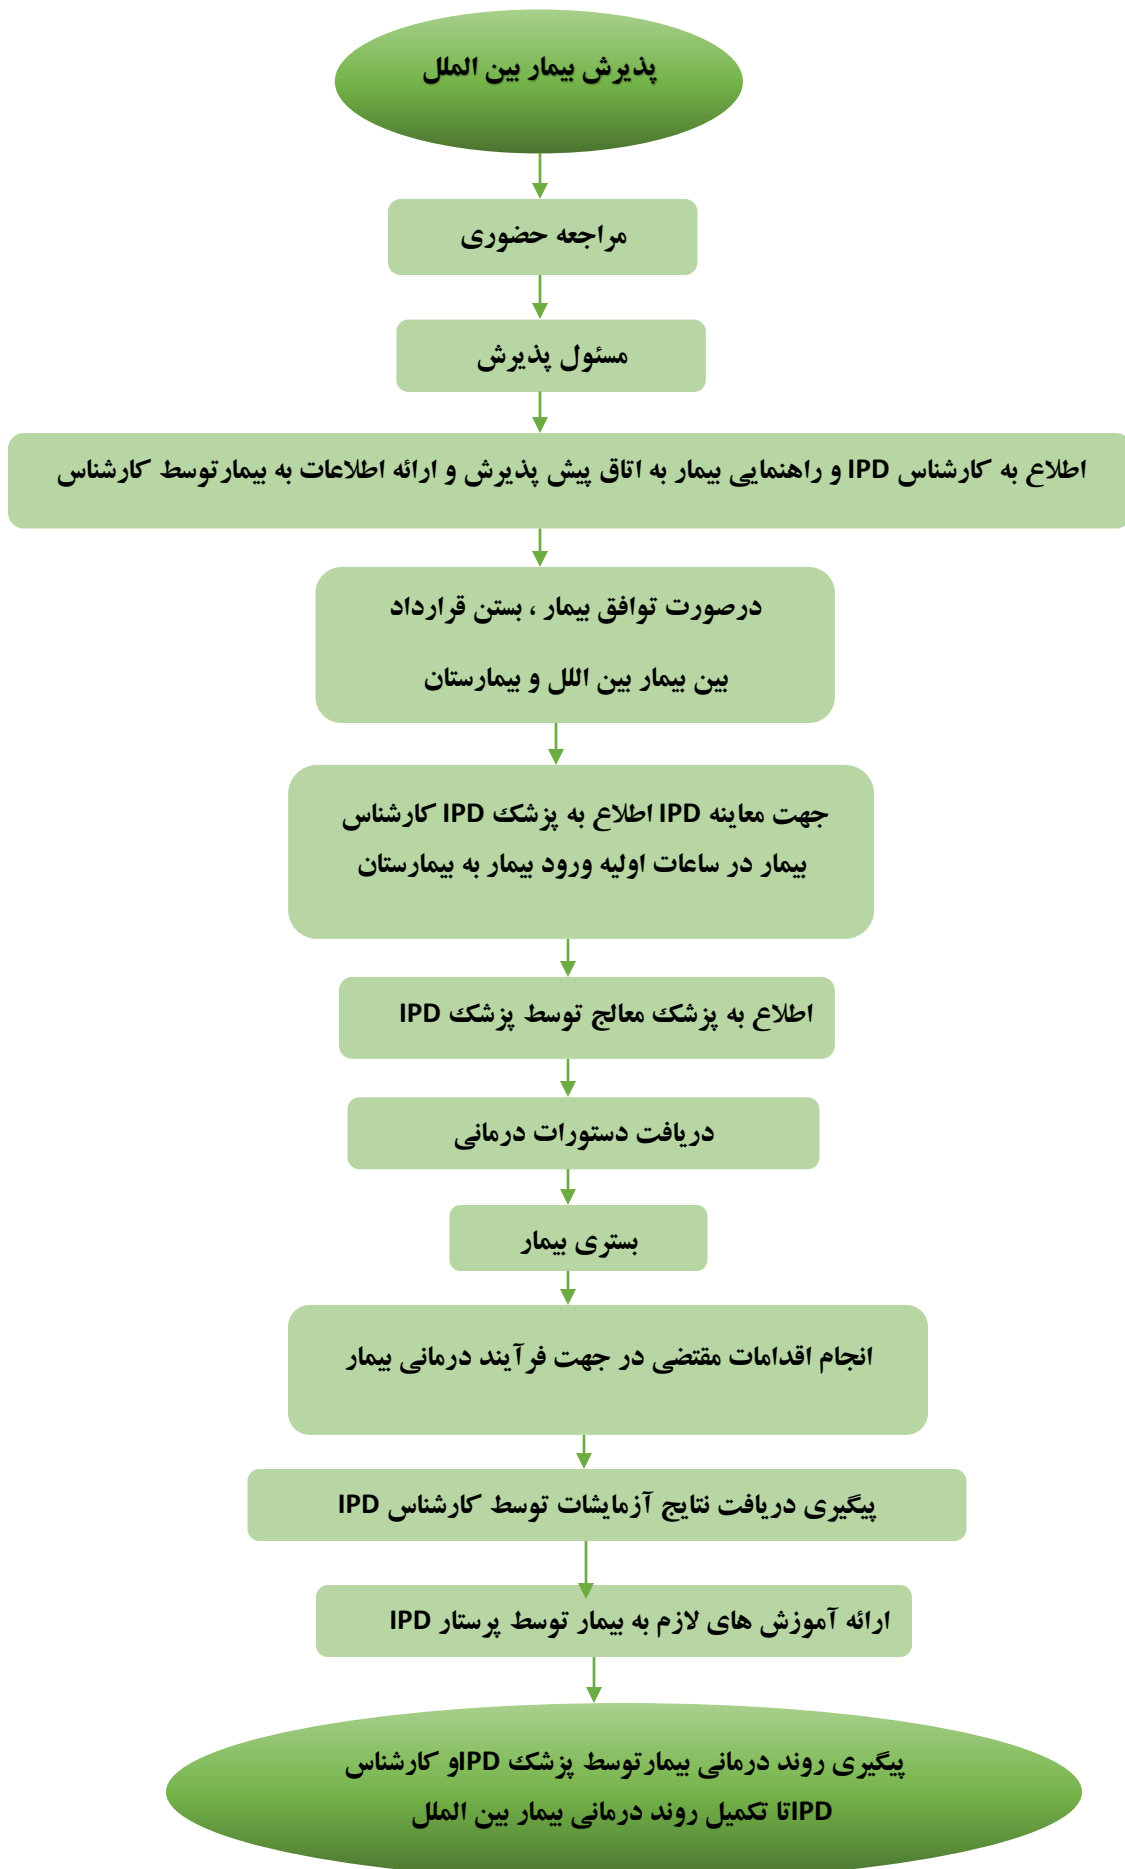 پذیرش بیمار بین الملل
مراجعه حضوری
مسئول پذیرش
اطلاع به کارشناس IPD و راهنمایی بیمار به اتاق پیش پذیرش و ارائه اطلاعات به بیمارتوسط کارشناس
درصورت توافق بیمار ، بستن قرارداد
بین بیمار بین اللل و بیمارستان
جهت معاینه IPD اطلاع به پزشک IPD کارشناس
بیمار در ساعات اولیه ورود بیمار به بیمارستان
اطلاع به پزشک معالج توسط پزشک IPD
دریافت دستورات درمانی
بستری بیمار
انجام اقدامات مقتضی در جهت فرآیند درمانی بیمار
پیگیری دریافت نتایج آزمایشات توسط کارشناس IPD
ارائه آموزش های لازم به بیمار توسط پرستار IPD
پیگیری روند درمانی بیمارتوسط پزشک IPDو کارشناس
IPDتا تکمیل روند درمانی بیمار بین الملل